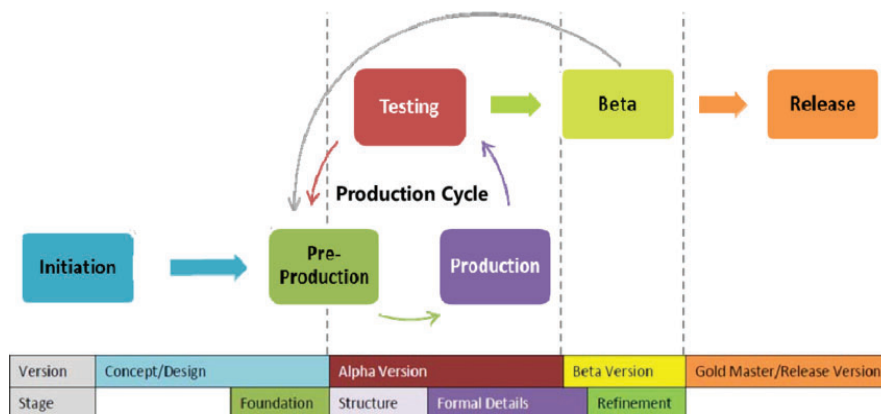 Testing
Beta
Release
Production Cycle
Initiation
Pre-
Production
Production
Version Concept/Design Alpha Version Beta Version Gold Master/Release Version
Stage Foundation Structure Formal Details Refinement